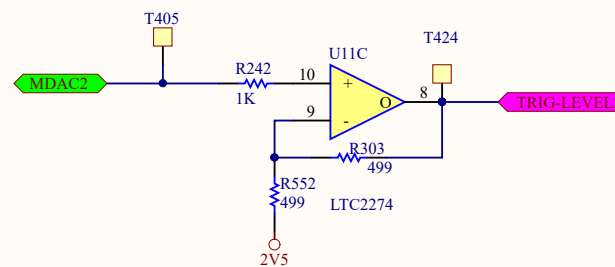 T405
U11C
T424
MDAC2
R242
1K
10
+
9
-
O
8
TRIG-LEVEL
R303
499
R552
499
LTC2274
2V5